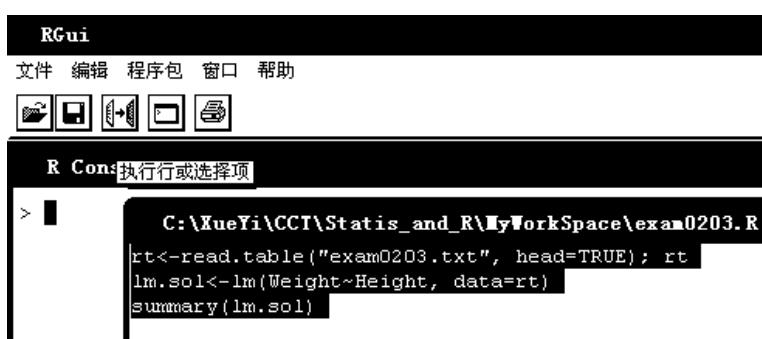 RGui
文件 编辑 程序包 窗口 帮助
R Cons
执行行或选择项
>
C:\XueYi\CCT\Statis_and_R\MyWorkSpace\exam0203.R
rt<-read.table("exam0203.txt", head=TRUE); rt
lm.sol<-lm(Weight~Height, data=rt)
summary(lm.sol)